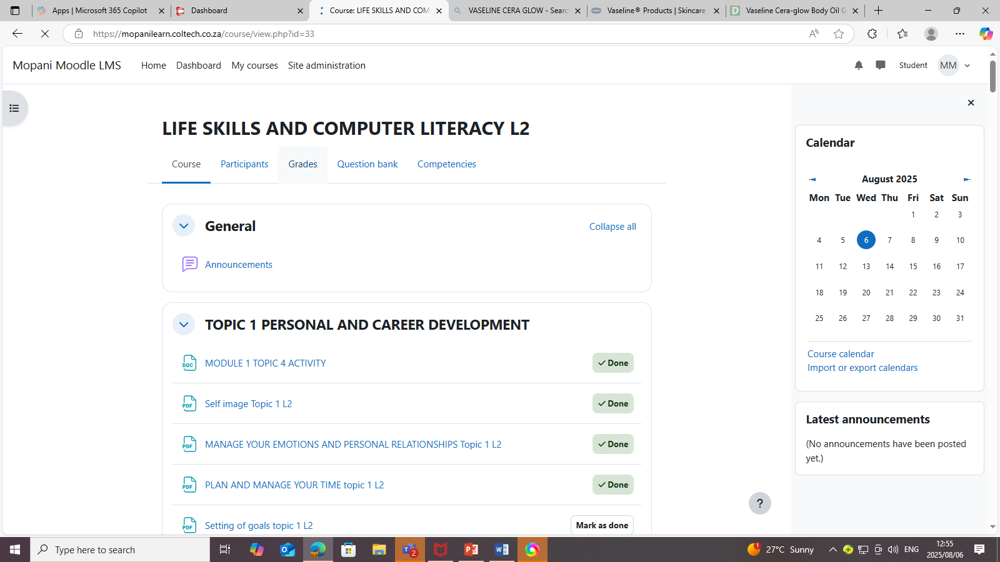 Apps | Microsoft 365 Copilot
Dashboard
Course: LIFE SKILLS AND COM
VASELINE CERA GLOW - Searc
Vaseline® Products | Skincare
Vaseline Cera-glow Body Oil G
https://mopanilearn.coltech.co.za/course/view.php?id=33
Mopani Moodle LMS
Home
Dashboard
My courses
Site administration
Student
MM
LIFE SKILLS AND COMPUTER LITERACY L2
Course
Participants
Grades
Question bank
Competencies
General
Collapse all
Announcements
TOPIC 1 PERSONAL AND CAREER DEVELOPMENT
DOC
MODULE 1 TOPIC 4 ACTIVITY
Done
PDF
Self image Topic 1 L2
Done
PDF
MANAGE YOUR EMOTIONS AND PERSONAL RELATIONSHIPS Topic 1 L2
Done
PDF
PLAN AND MANAGE YOUR TIME topic 1 L2
Done
PDF
Setting of goals topic 1 L2
Mark as done
Calendar
August 2025
Mon Tue Wed Thu Fri Sat Sun
1 2 3
4 5 6 7 8 9 10
11 12 13 14 15 16 17
18 19 20 21 22 23 24
25 26 27 28 29 30 31
Course calendar
Import or export calendars
Latest announcements
(No announcements have been posted
yet.)
?
Type here to search
2
1
27°C Sunny
ENG
12:55
2025/08/06